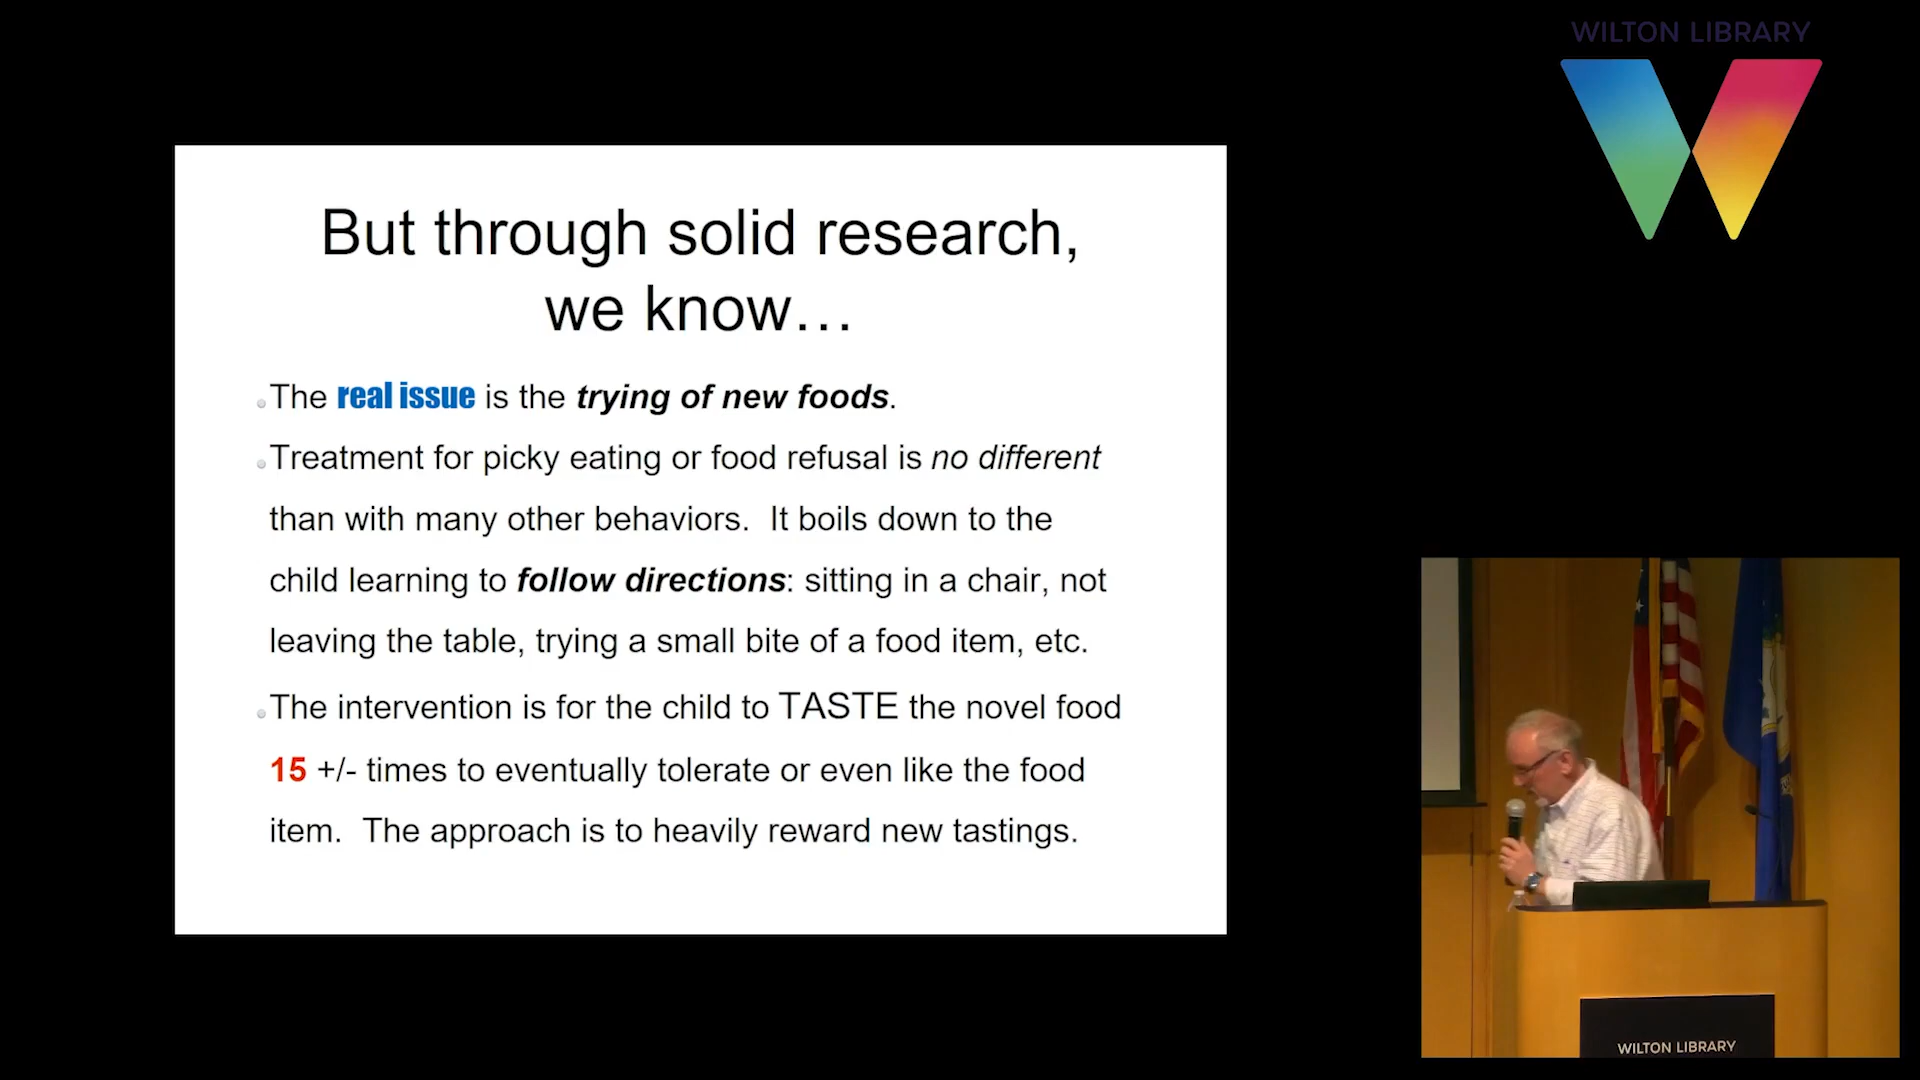 WILTON LIBRARY
But through solid research,
we know…
The real issue is the trying of new foods.
Treatment for picky eating or food refusal is no different
than with many other behaviors.  It boils down to the
child learning to follow directions: sitting in a chair, not
leaving the table, trying a small bite of a food item, etc.
The intervention is for the child to TASTE the novel food
15 +/- times to eventually tolerate or even like the food
item.  The approach is to heavily reward new tastings.
WILTON LIBRARY